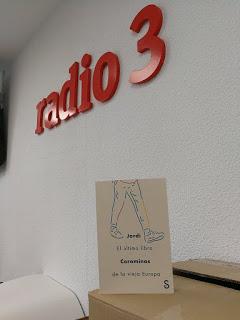 radio 3
Jordi
El último libro
Corominas
de la vieja Europa
S